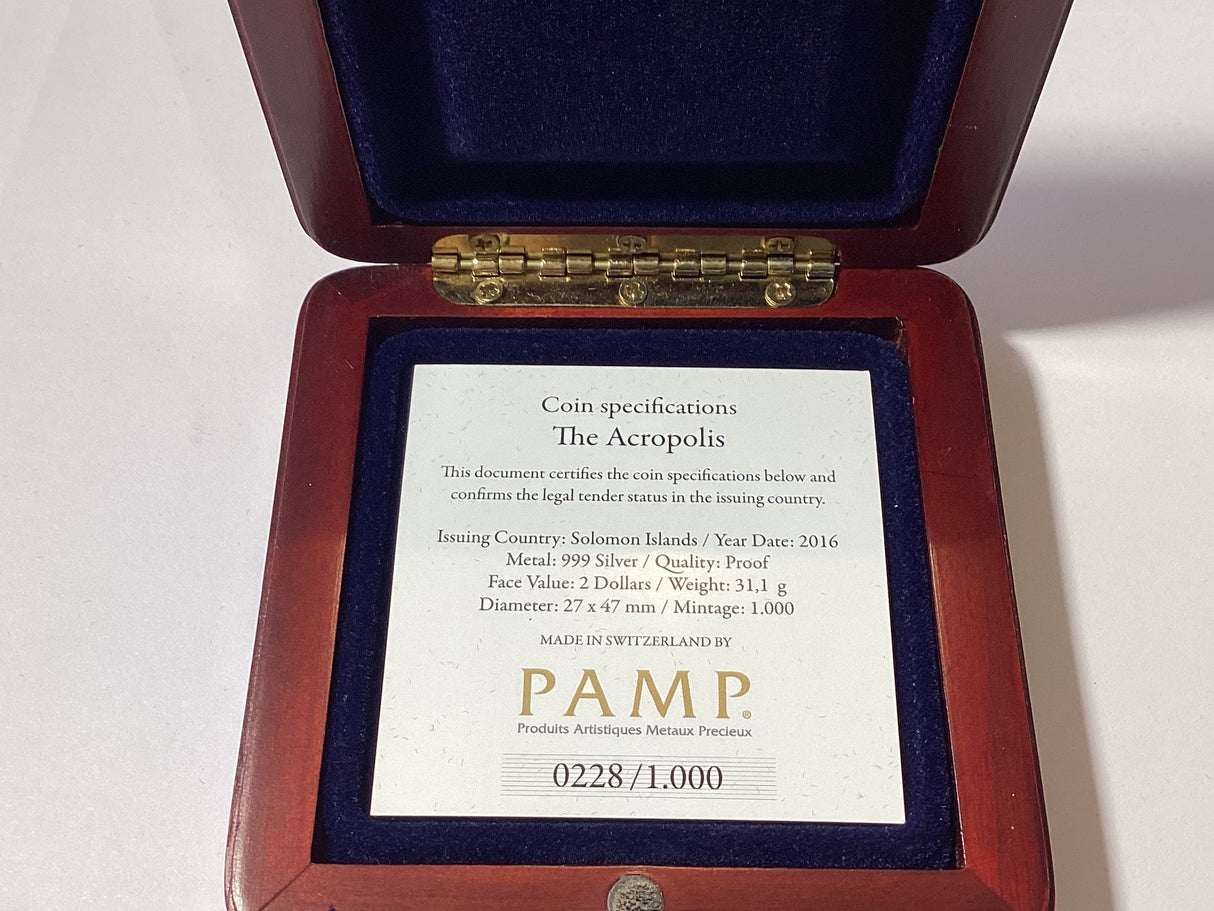 Coin specifications
The Acropolis
This document certifies the coin specifications below and
confirms the legal tender status in the issuing country.
Issuing Country: Solomon Islands / Year Date: 2016
Metal: 999 Silver / Quality: Proof
Face Value: 2 Dollars / Weight: 31,1 g
Diameter: 27 x 47 mm / Mintage: 1.000
MADE IN SWITZERLAND BY
PAMP®
Produits Artistiques Metaux Precieux
0228/1.000